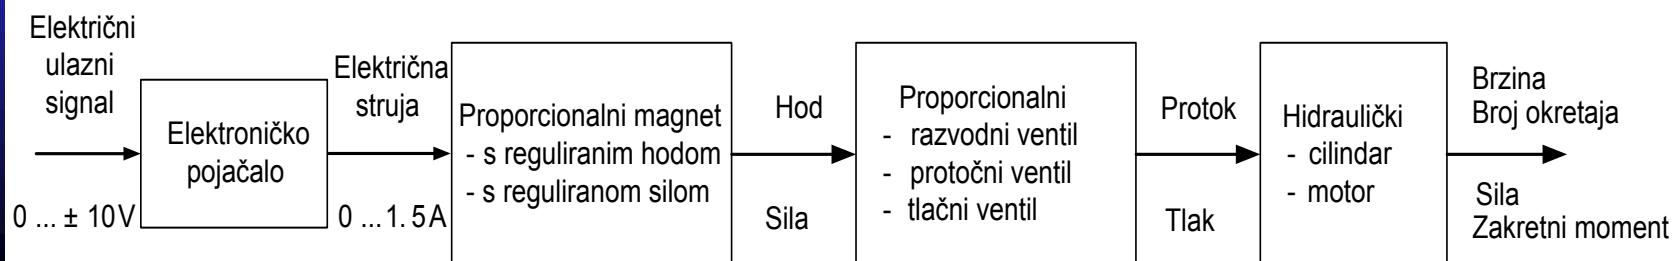 Električni
ulazni
signal
0 ... ± 10V
Elektroničko
pojačalo
Električna
struja
0 ...1.5A
Proporcionalni magnet
- s reguliranim hodom
- s reguliranom silom
Hod
Sila
Proporcionalni
- razvodni ventil
- protočni ventil
- tlačni ventil
Protok
Tlak
Hidraulički
- cilindar
- motor
Brzina
Broj okretaja
Sila
Zakretni moment